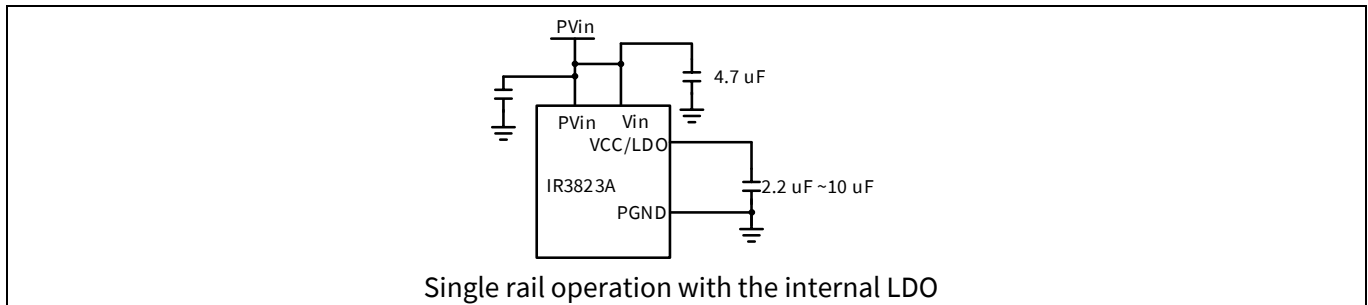 PVin
4.7 uF
PVin Vin
VCC/LDO
IR3823A
2.2 uF ~10 uF
PGND
Single rail operation with the internal LDO